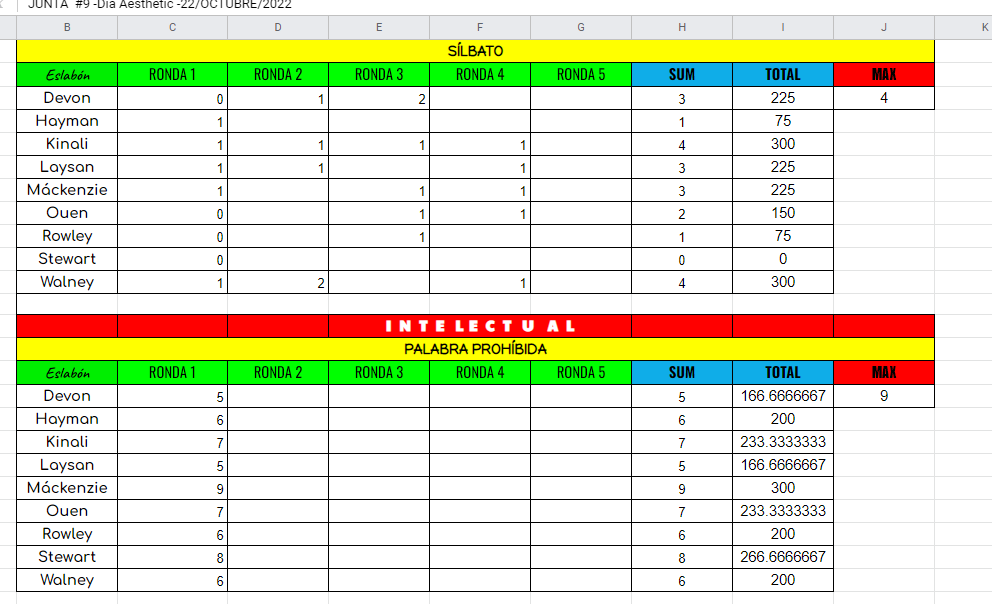 JUNTA #9 -Dia Aesthetic -22/OCTUBRE/2022
B C D E F G H I J K
SÍLBATO
Eslabón RONDA 1 RONDA 2 RONDA 3 RONDA 4 RONDA 5 SUM TOTAL MAX
Devon 0 1 2 3 225 4
Hayman 1 1 75
Kinali 1 1 1 1 4 300
Laysan 1 1 1 3 225
Máckenzie 1 1 1 3 225
Ouen 0 1 1 2 150
Rowley 0 1 1 75
Stewart 0 0 0
Walney 1 2 1 4 300
INTELECTUAL
PALABRA PROHÍBIDA
Eslabón RONDA 1 RONDA 2 RONDA 3 RONDA 4 RONDA 5 SUM TOTAL MAX
Devon 5 5 166.6666667 9
Hayman 6 6 200
Kinali 7 7 233.3333333
Laysan 5 5 166.6666667
Máckenzie 9 9 300
Ouen 7 7 233.3333333
Rowley 6 6 200
Stewart 8 8 266.6666667
Walney 6 6 200